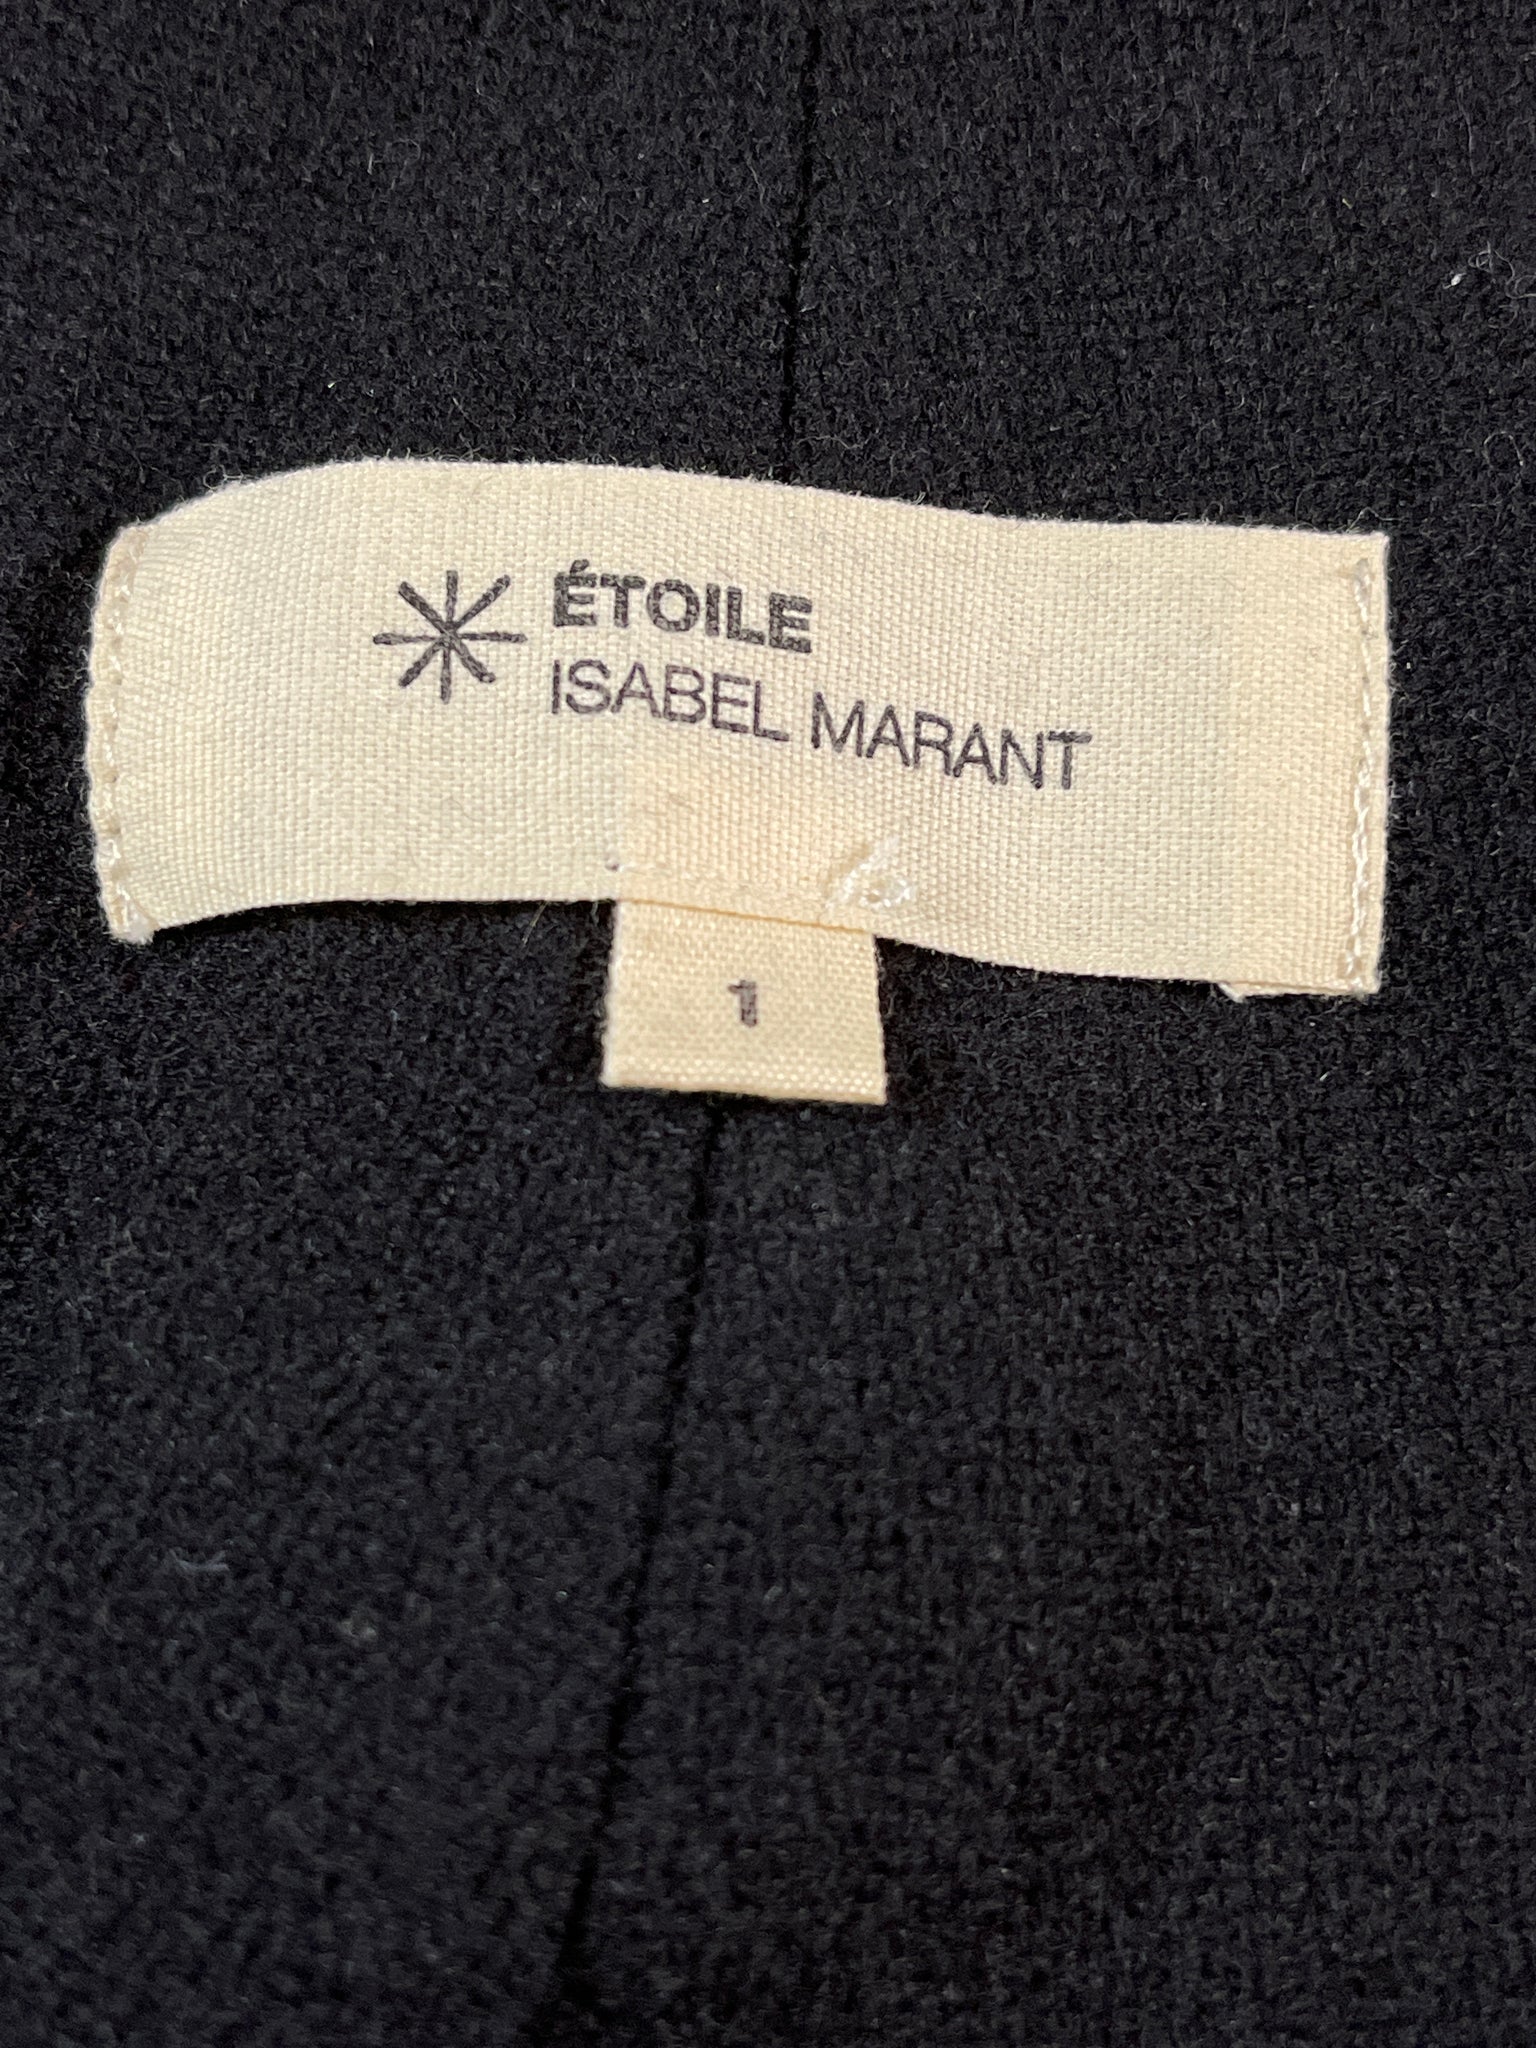 ÉTOILE
ISABEL MARANT
1